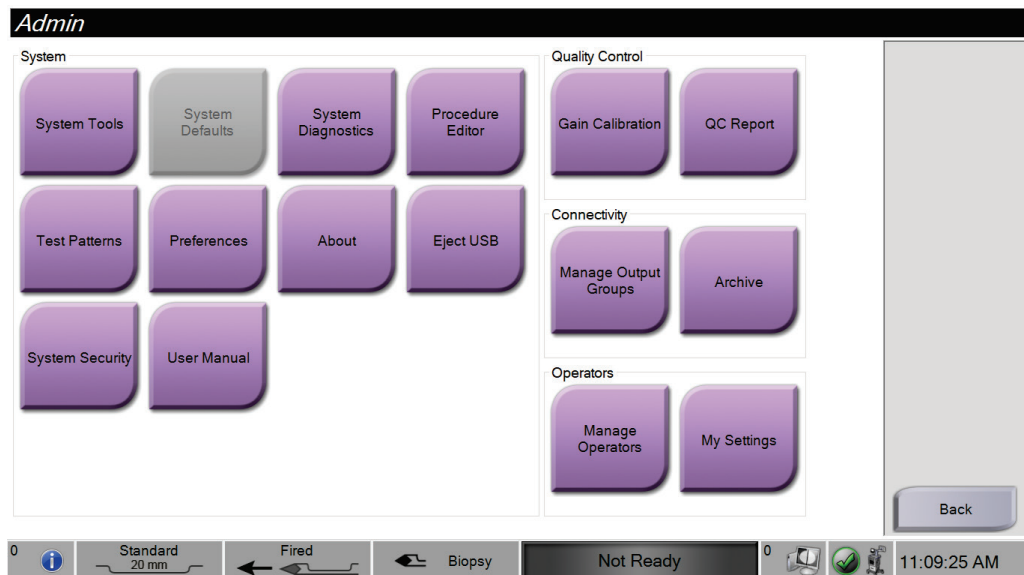 Admin
System
System Tools
System
Defaults
System
Diagnostics
Procedure
Editor
Test Patterns
Preferences
About
Eject USB
System Security
User Manual
Quality Control
Gain Calibration
QC Report
Connectivity
Manage Output
Groups
Archive
Operators
Manage
Operators
My Settings
Back
0
Standard
20 mm
Fired
Biopsy
Not Ready
0
11:09:25 AM